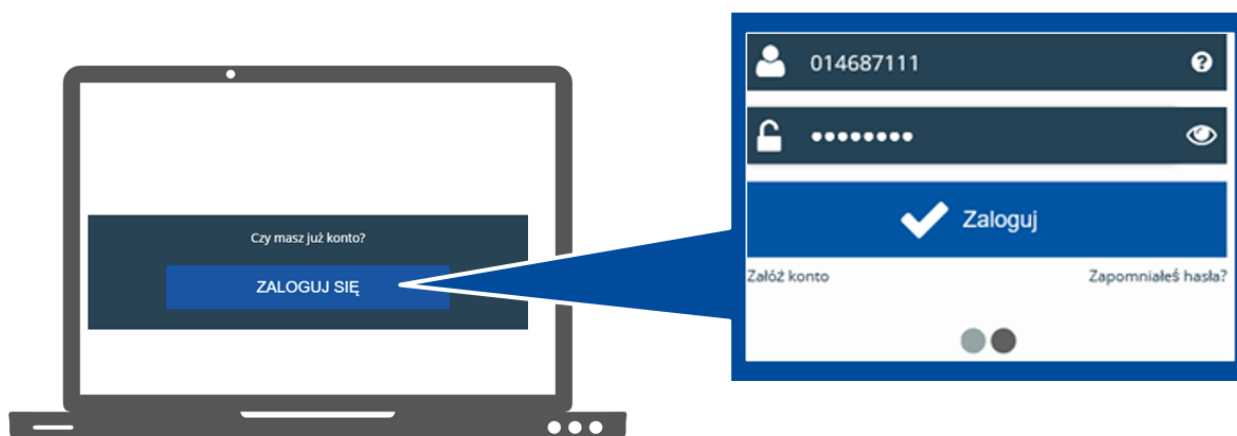 Czy masz już konto?
ZALOGUJ SIĘ
014687111
Zaloguj
Załóż konto
Zapomniałeś hasła?